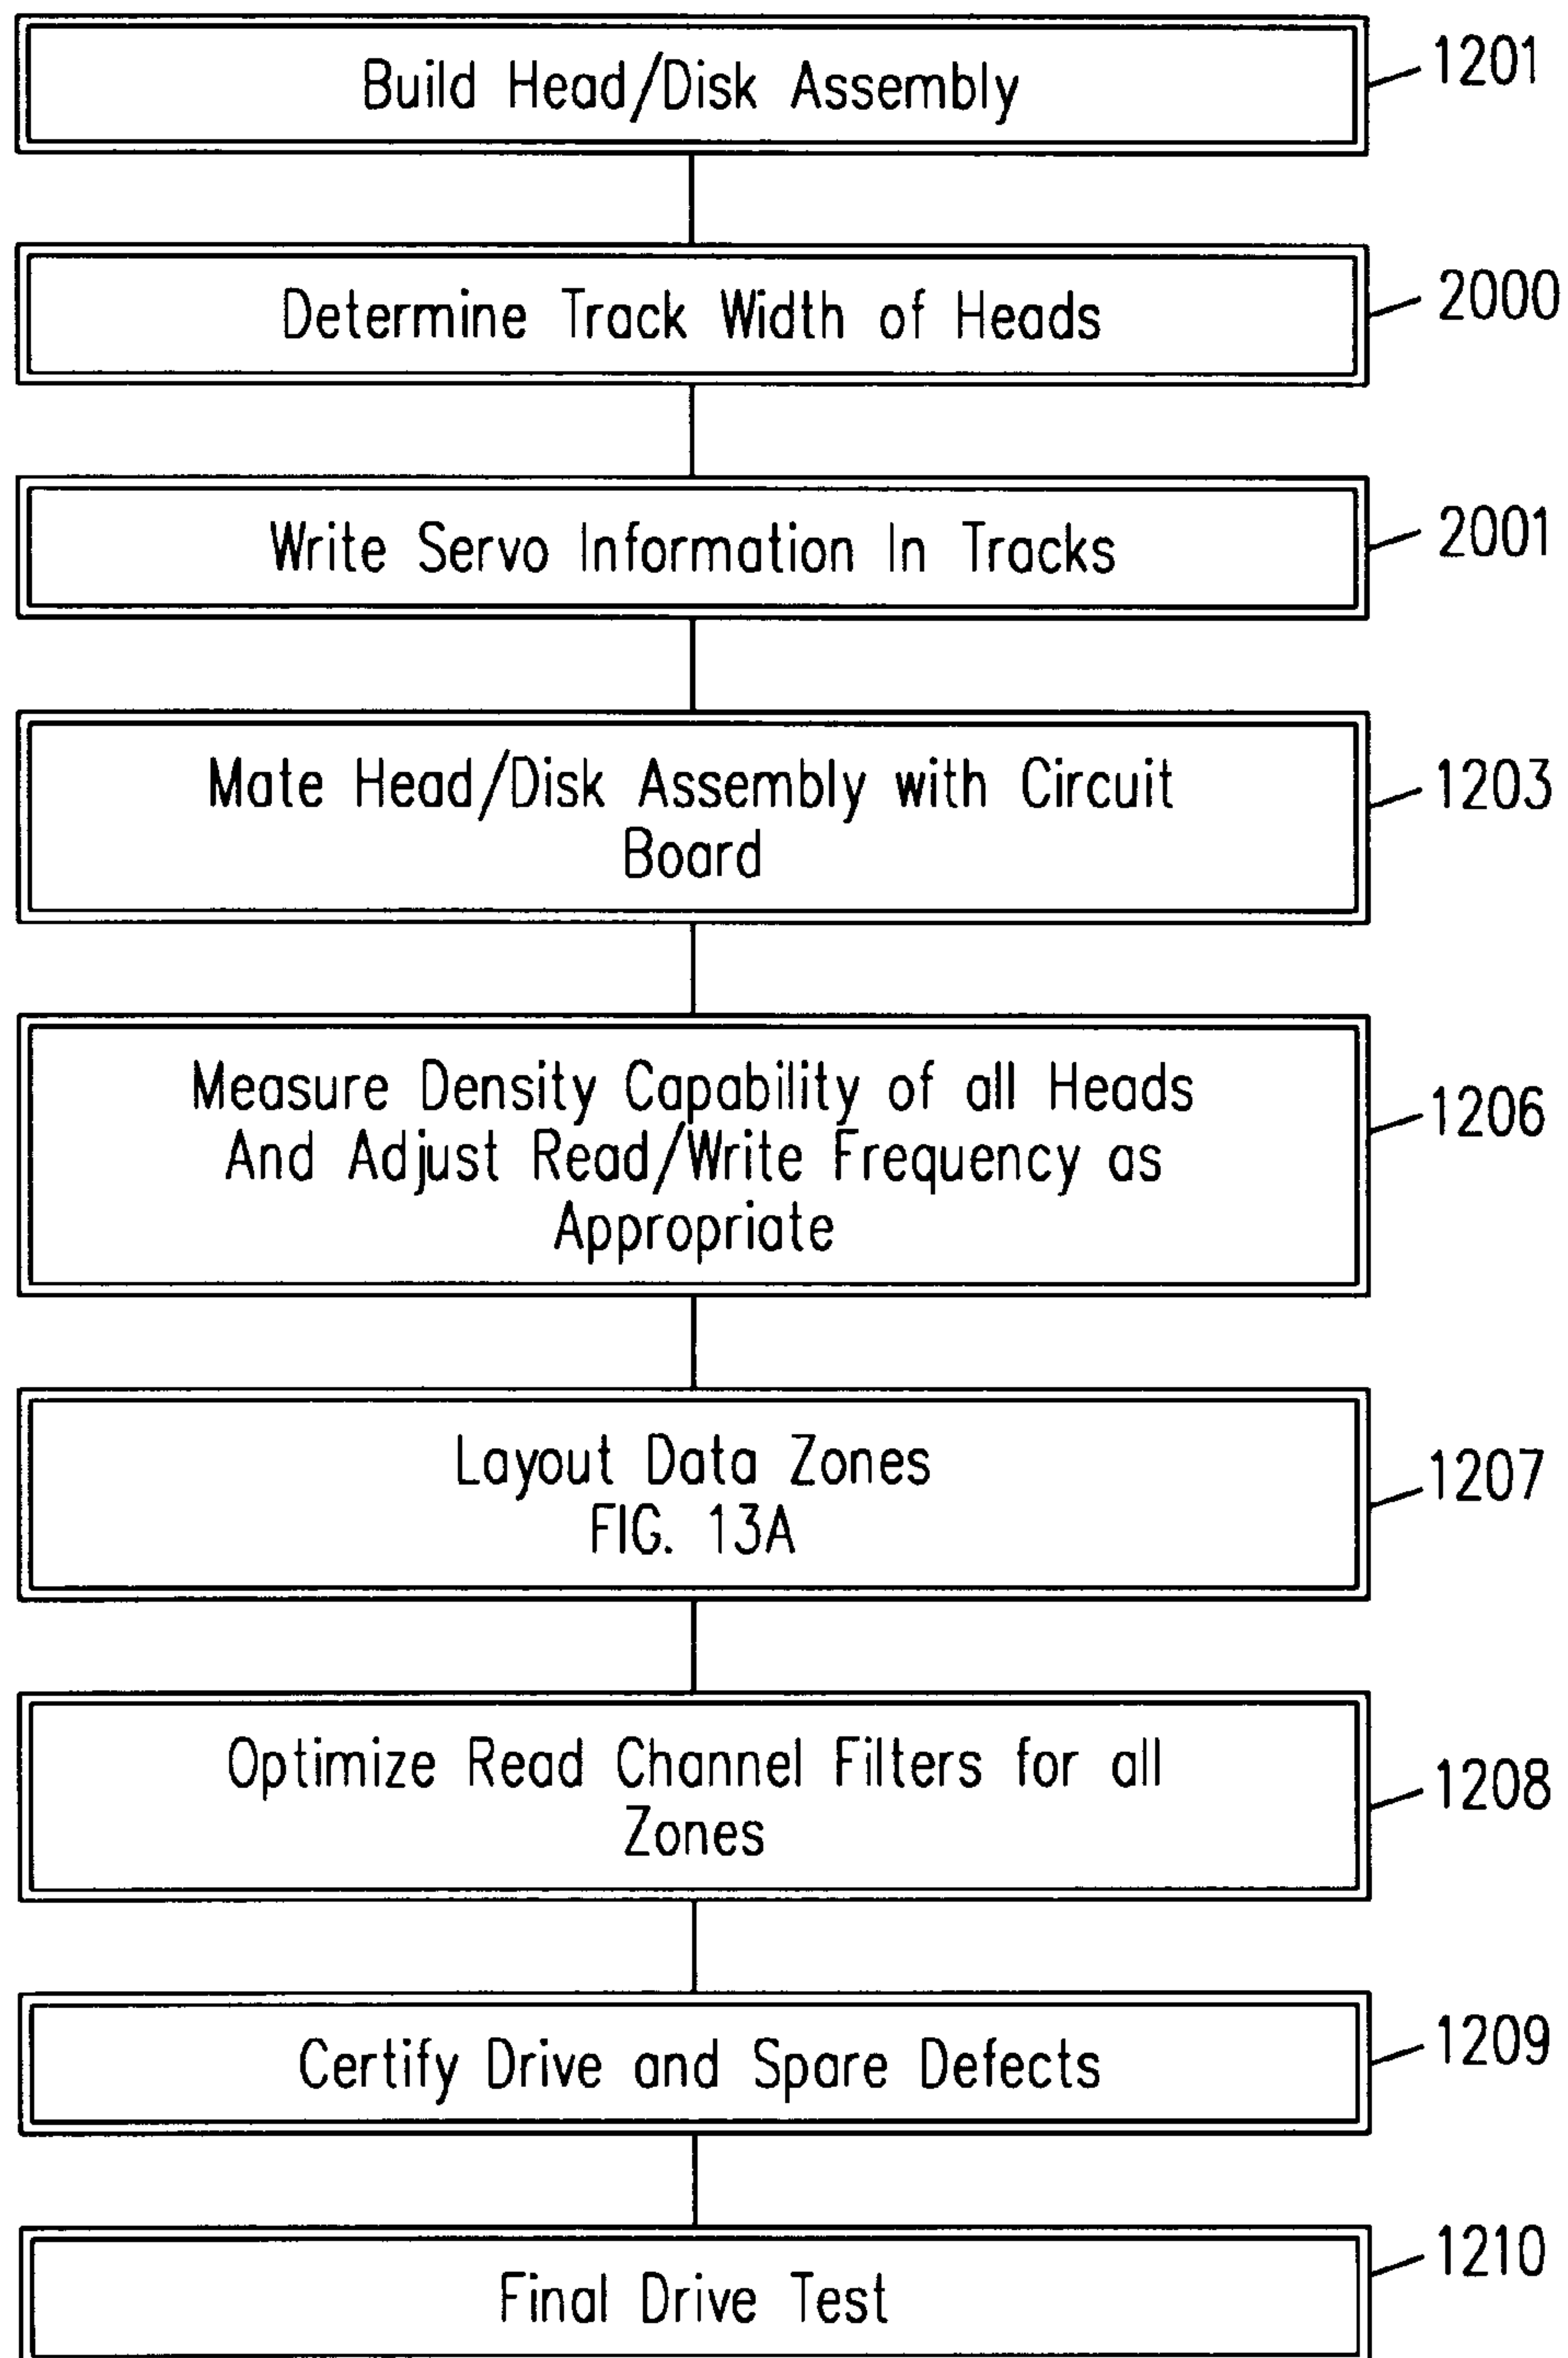 Build Head/Disk Assembly
1201
Determine Track Width of Heads
2000
Write Servo Information In Tracks
2001
Mate Head/Disk Assembly with Circuit
Board
1203
Measure Density Capability of all Heads
And Adjust Read/Write Frequency as
Appropriate
1206
Layout Data Zones
FIG. 13A
1207
Optimize Read Channel Filters for all
Zones
1208
Certify Drive and Spare Defects
1209
Final Drive Test
1210